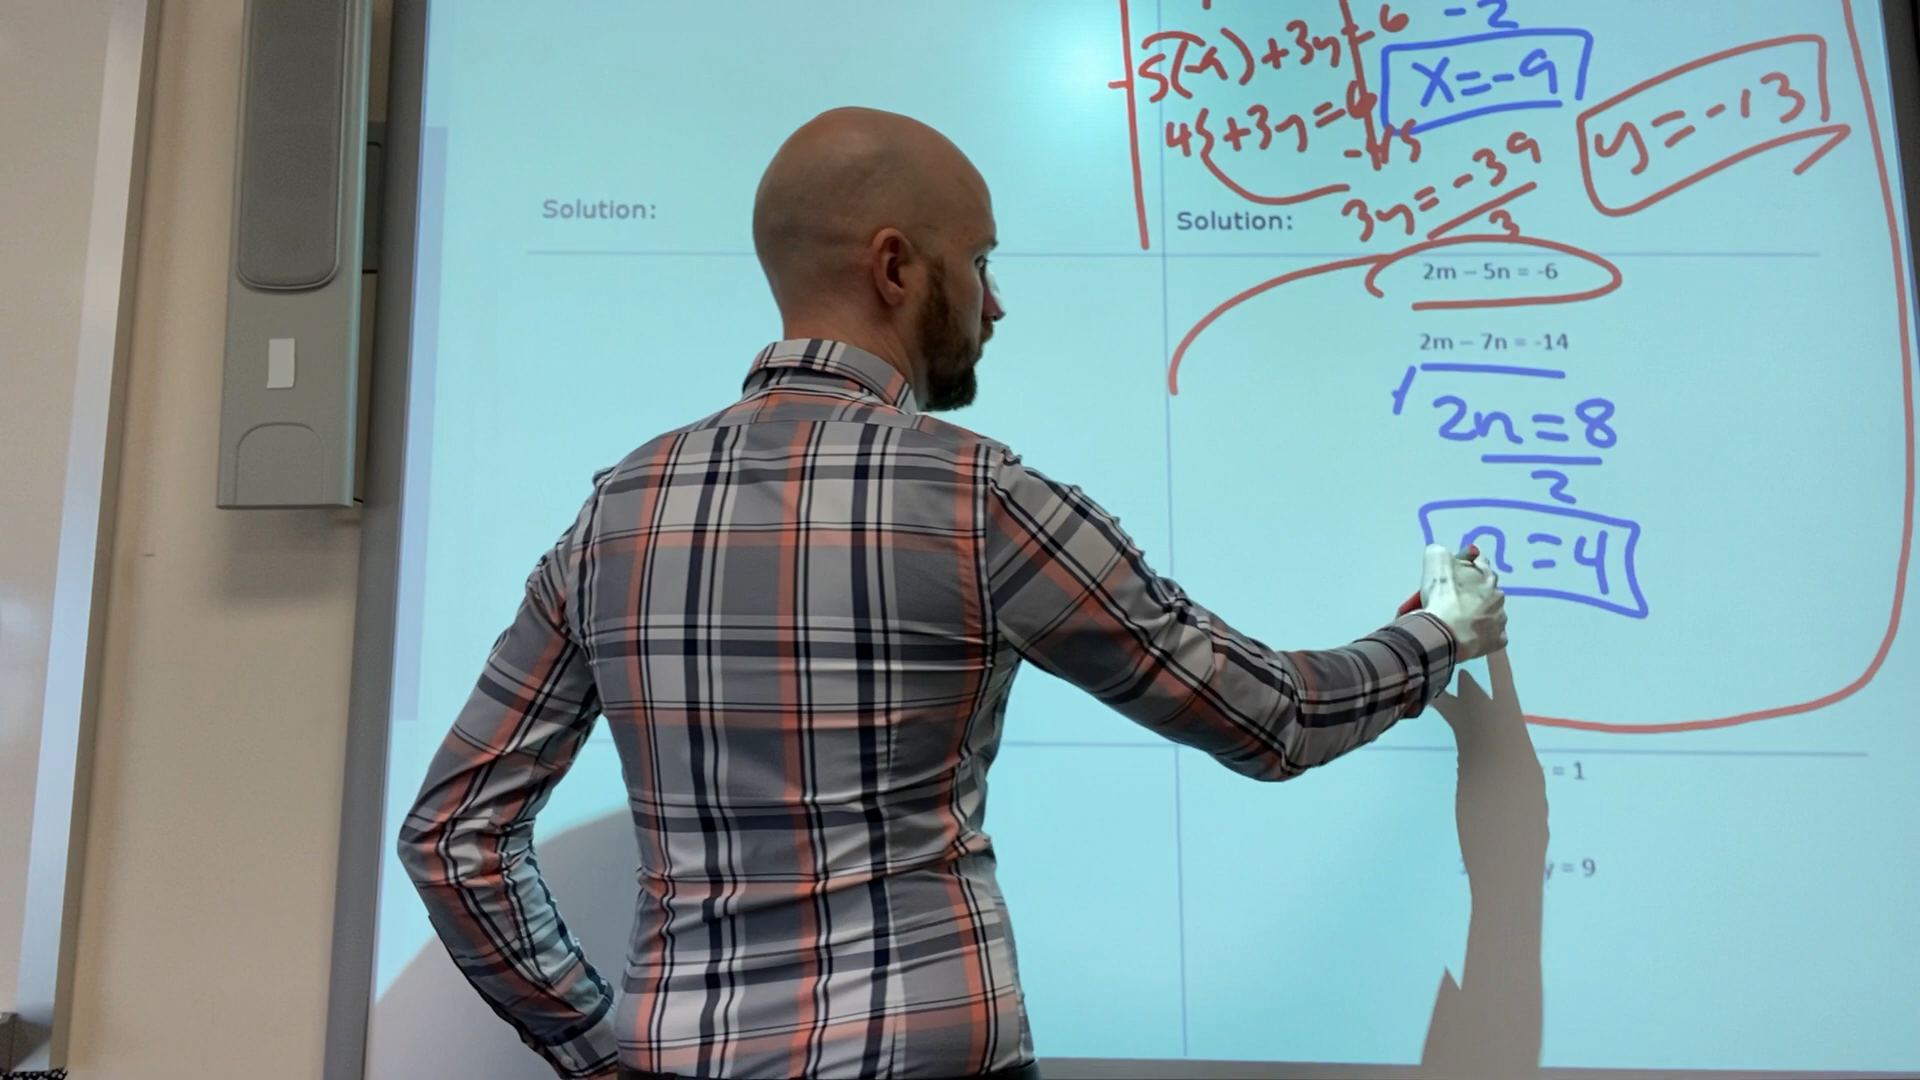 -2
5(-9)+3y=6
x=-9
y=-13
45+3y=6
-45
3y=-39
3
Solution:
Solution:
2m – 5n = -6
2m – 7n = -14
2n=8
2
n=4
= 1
y = 9